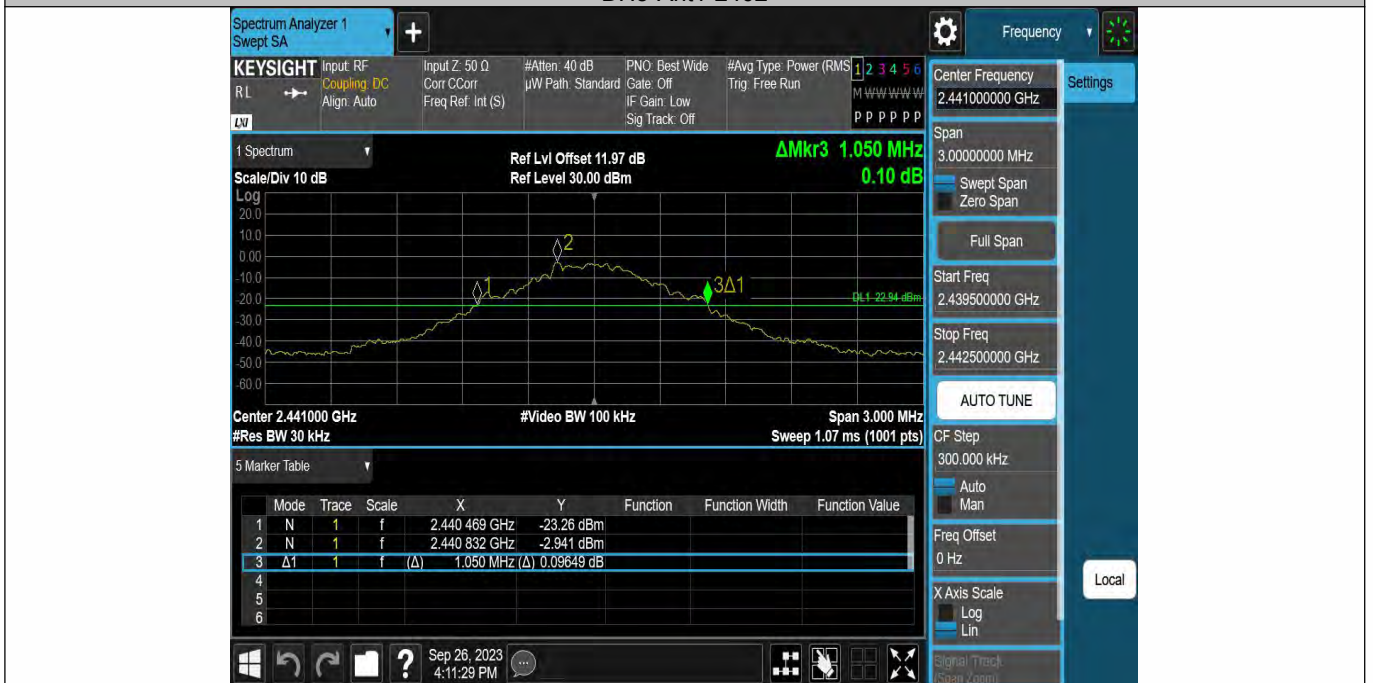 Spectrum Analyzer 1
Swept SA
+
Frequency
KEYSIGHT
RL
LXI
Input: RF
Coupling: DC
Align: Auto
Input Z: 50 Ω
Corr CCorr
Freq Ref: Int (S)
#Atten: 40 dB
µW Path: Standard
PNO: Best Wide
Gate: Off
IF Gain: Low
Sig Track: Off
#Avg Type: Power (RMS
Trig: Free Run
1 2 3 4 5 6
M W W W W W
P P P P P P
1 Spectrum
Scale/Div 10 dB
Ref Lvl Offset 11.97 dB
Ref Level 30.00 dBm
ΔMkr3 1.050 MHz
0.10 dB
Log
20.0
10.0
0.00
-10.0
-20.0
-30.0
-40.0
-50.0
-60.0
1
2
3Δ1
DL1 -22.94 dBm
Center 2.441000 GHz
#Video BW 100 kHz
Span 3.000 MHz
#Res BW 30 kHz
Sweep 1.07 ms (1001 pts)
5 Marker Table
Mode Trace Scale X Y Function Function Width Function Value
1 N 1 f 2.440 469 GHz -23.26 dBm
2 N 1 f 2.440 832 GHz -2.941 dBm
3 Δ1 1 f (Δ) 1.050 MHz (Δ) 0.09649 dB
4
5
6
Sep 26, 2023
4:11:29 PM
Center Frequency
2.441000000 GHz
Settings
Span
3.00000000 MHz
Swept Span
Zero Span
Full Span
Start Freq
2.439500000 GHz
Stop Freq
2.442500000 GHz
AUTO TUNE
CF Step
300.000 kHz
Auto
Man
Freq Offset
0 Hz
X Axis Scale
Log
Lin
Signal Track
(Span Zoom)
Local